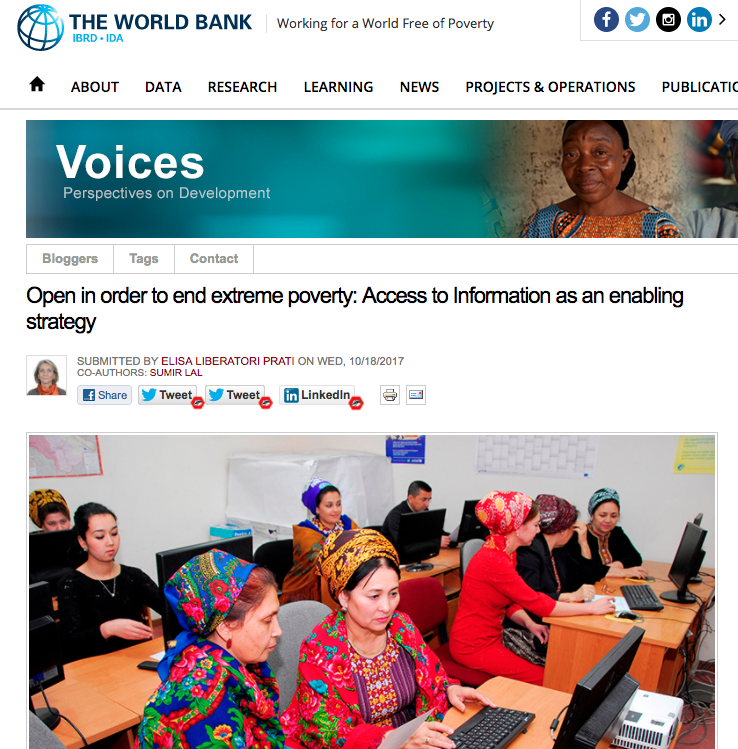 THE WORLD BANK
IBRD • IDA
Working for a World Free of Poverty
ABOUT DATA RESEARCH LEARNING NEWS PROJECTS & OPERATIONS PUBLICATIC
Voices
Perspectives on Development
Bloggers Tags Contact
Open in order to end extreme poverty: Access to Information as an enabling
strategy
SUBMITTED BY ELISA LIBERATORI PRATI ON WED, 10/18/2017
CO-AUTHORS: SUMIR LAL
Share Tweet Tweet LinkedIn